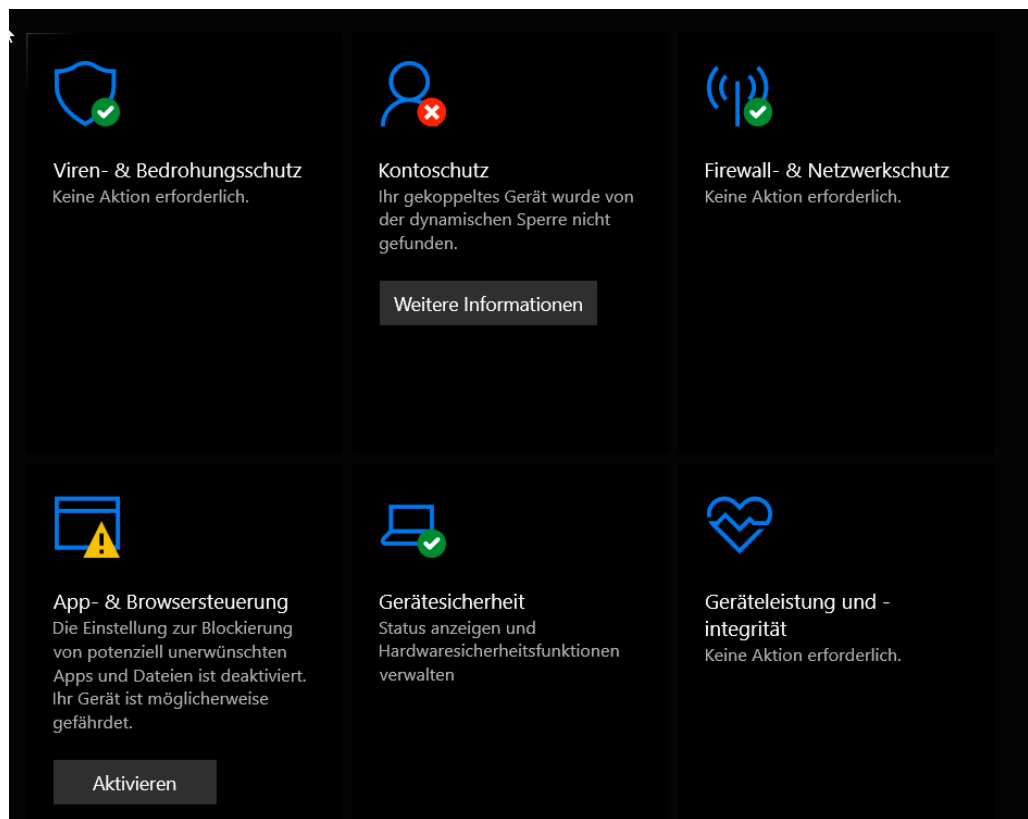 Viren- & Bedrohungsschutz
Keine Aktion erforderlich.
Kontoschutz
Ihr gekoppeltes Gerät wurde von
der dynamischen Sperre nicht
gefunden.
Weitere Informationen
Firewall- & Netzwerkschutz
Keine Aktion erforderlich.
App- & Browsersteuerung
Die Einstellung zur Blockierung
von potenziell unerwünschten
Apps und Dateien ist deaktiviert.
Ihr Gerät ist möglicherweise
gefährdet.
Aktivieren
Gerätesicherheit
Status anzeigen und
Hardwaresicherheitsfunktionen
verwalten
Geräteleistung und -
integrität
Keine Aktion erforderlich.